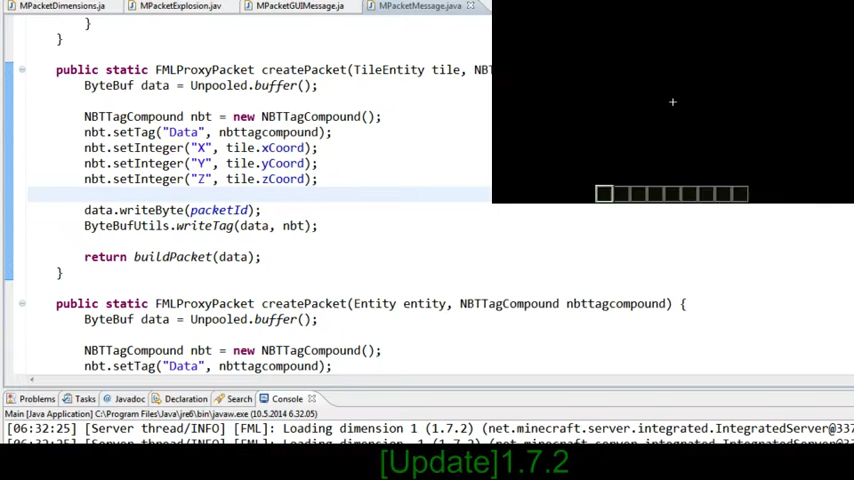 MPacketDimensions.ja MPacketExplosion.jav MPacketGUIMessage.ja MPacketMessage.java
}
}
public static FMLProxyPacket createPacket(TileEntity tile, NBT
ByteBuf data = Unpooled.buffer();
NBTTagCompound nbt = new NBTTagCompound();
nbt.setTag("Data", nbttagcompound);
nbt.setInteger("X", tile.xCoord);
nbt.setInteger("Y", tile.yCoord);
nbt.setInteger("Z", tile.zCoord);
data.writeByte(packetId);
ByteBufUtils.writeTag(data, nbt);
return buildPacket(data);
}
public static FMLProxyPacket createPacket(Entity entity, NBTTagCompound nbttagcompound) {
ByteBuf data = Unpooled.buffer();
NBTTagCompound nbt = new NBTTagCompound();
nbt.setTag("Data", nbttagcompound);
Problems Tasks Javadoc Declaration Search Console
Main [Java Application] C:\Program Files\Java\jre6\bin\javaw.exe (10.5.2014 6.32.05)
[06:32:25] [Server thread/INFO] [FML]: Loading dimension 1 (1.7.2) (net.minecraft.server.integrated.IntegratedServer@337
[Update]1.7.2